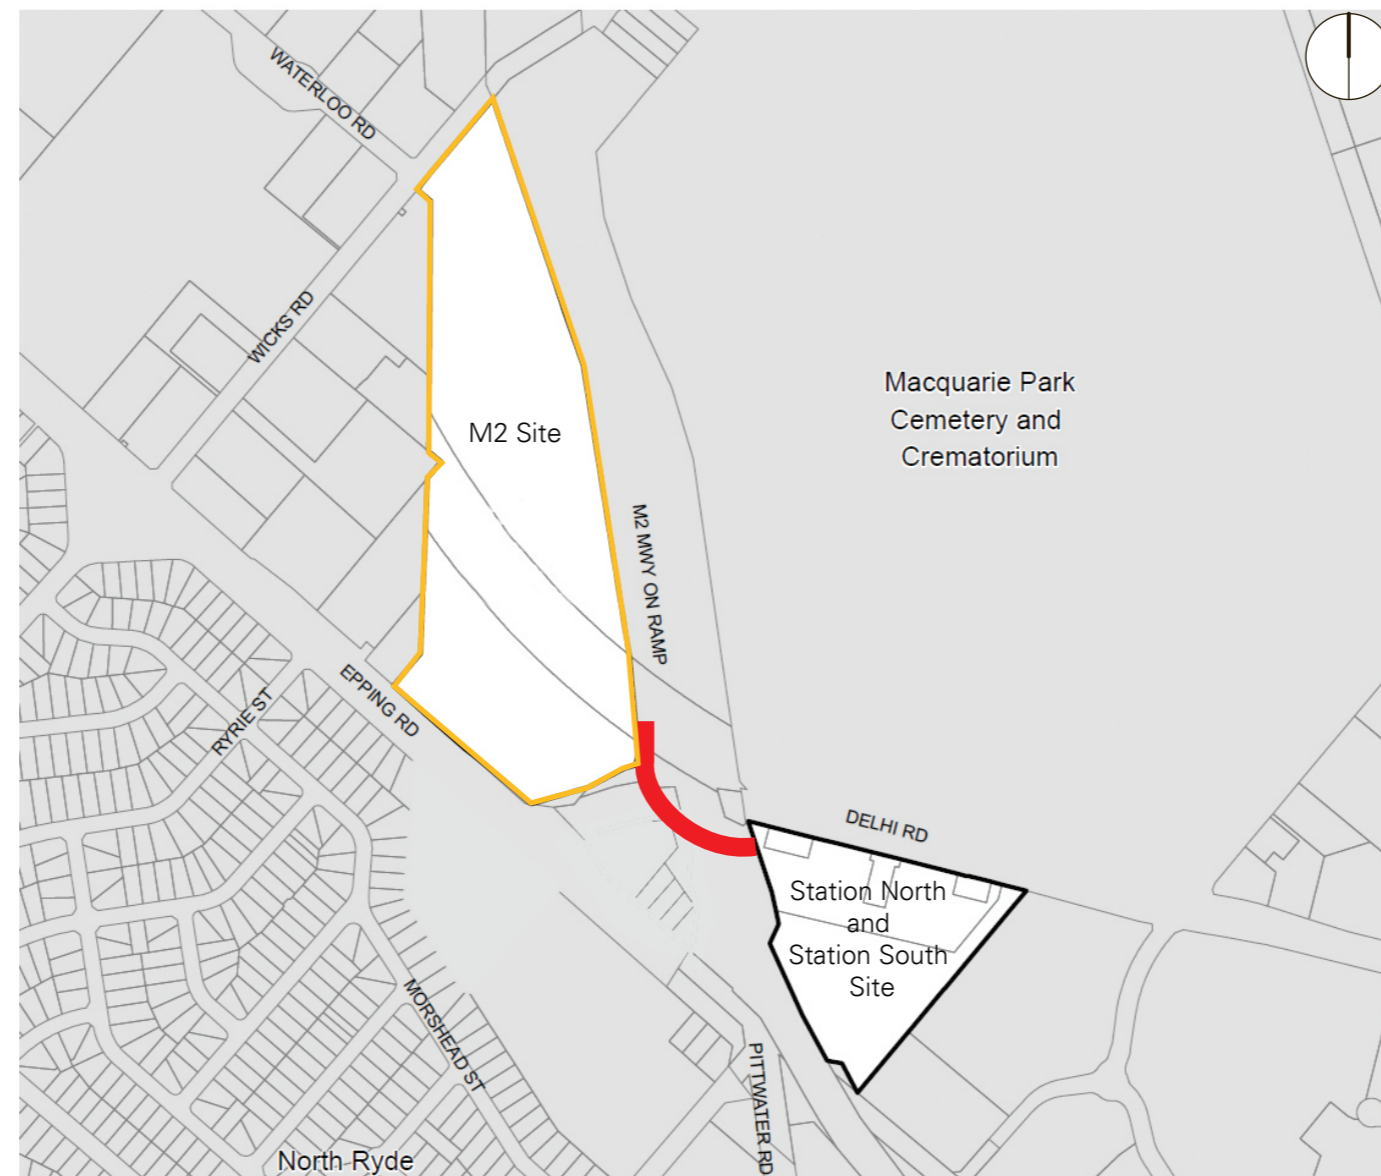 WATERLOO RD
WICKS RD
Macquarie Park
Cemetery and
Crematorium
M2 Site
M2 MWY ON RAMP
EPPING RD
RYRIE ST
DELHI RD
Station North
and
Station South
Site
MORSHEAD ST
PITTWATER RD
North Ryde